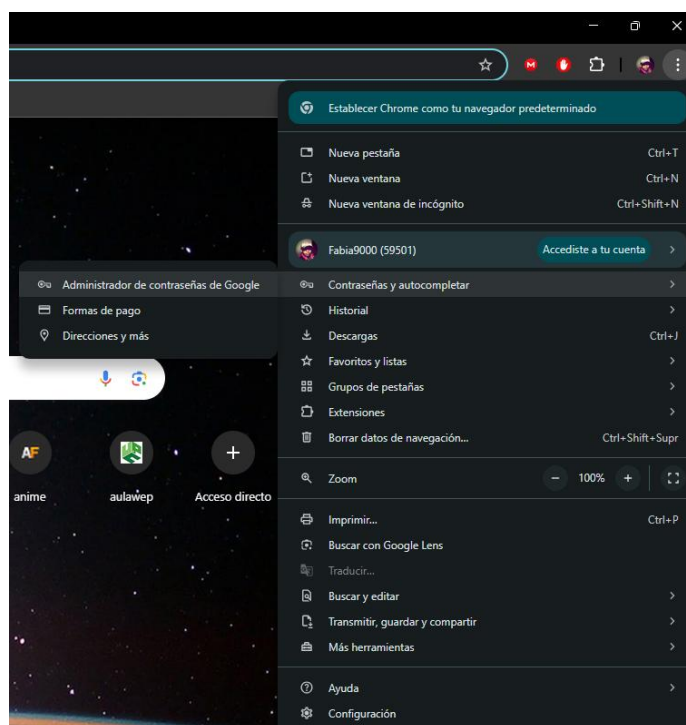 Establecer Chrome como tu navegador predeterminado
Nueva pestaña Ctrl+T
Nueva ventana Ctrl+N
Nueva ventana de incógnito Ctrl+Shift+N
Fabia9000 (59501) Accediste a tu cuenta
Contraseñas y autocompletar
Administrador de contraseñas de Google
Formas de pago
Direcciones y más
Historial
Descargas Ctrl+J
Favoritos y listas
Grupos de pestañas
Extensiones
Borrar datos de navegación... Ctrl+Shift+Supr
Zoom - 100% +
Imprimir... Ctrl+P
Buscar con Google Lens
Traducir...
Buscar y editar
Transmitir, guardar y compartir
Más herramientas
Ayuda
Configuración
AF
anime
aulawep
Acceso directo